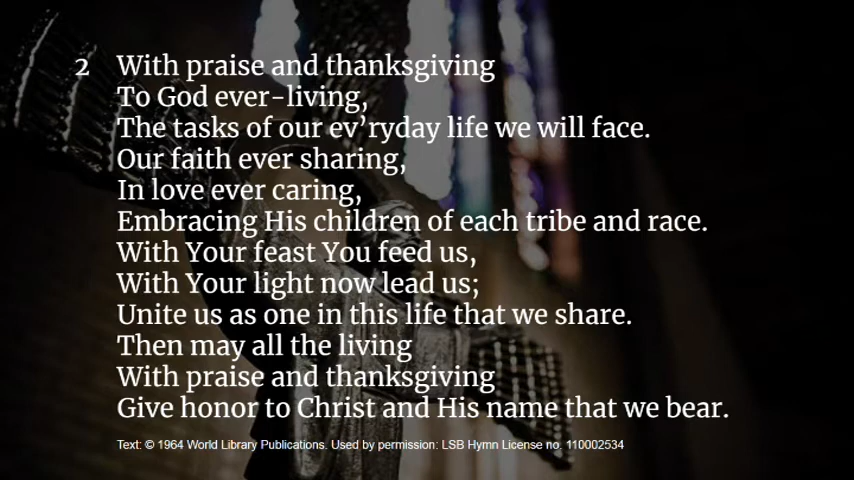 2 With praise and thanksgiving
To God ever-living,
The tasks of our ev’ryday life we will face.
Our faith ever sharing,
In love ever caring,
Embracing His children of each tribe and race.
With Your feast You feed us,
With Your light now lead us;
Unite us as one in this life that we share.
Then may all the living
With praise and thanksgiving
Give honor to Christ and His name that we bear.
Text: © 1964 World Library Publications. Used by permission: LSB Hymn License no. 110002534